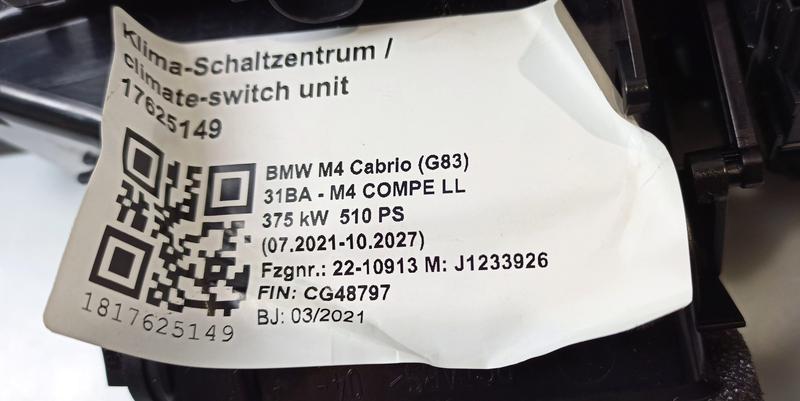 Klima-Schaltzentrum /
climate-switch unit
17625149
BMW M4 Cabrio (G83)
31BA - M4 COMPE LL
375 kW 510 PS
(07.2021-10.2027)
Fzgnr.: 22-10913 M: J1233926
FIN: CG48797
BJ: 03/2021
1817625149